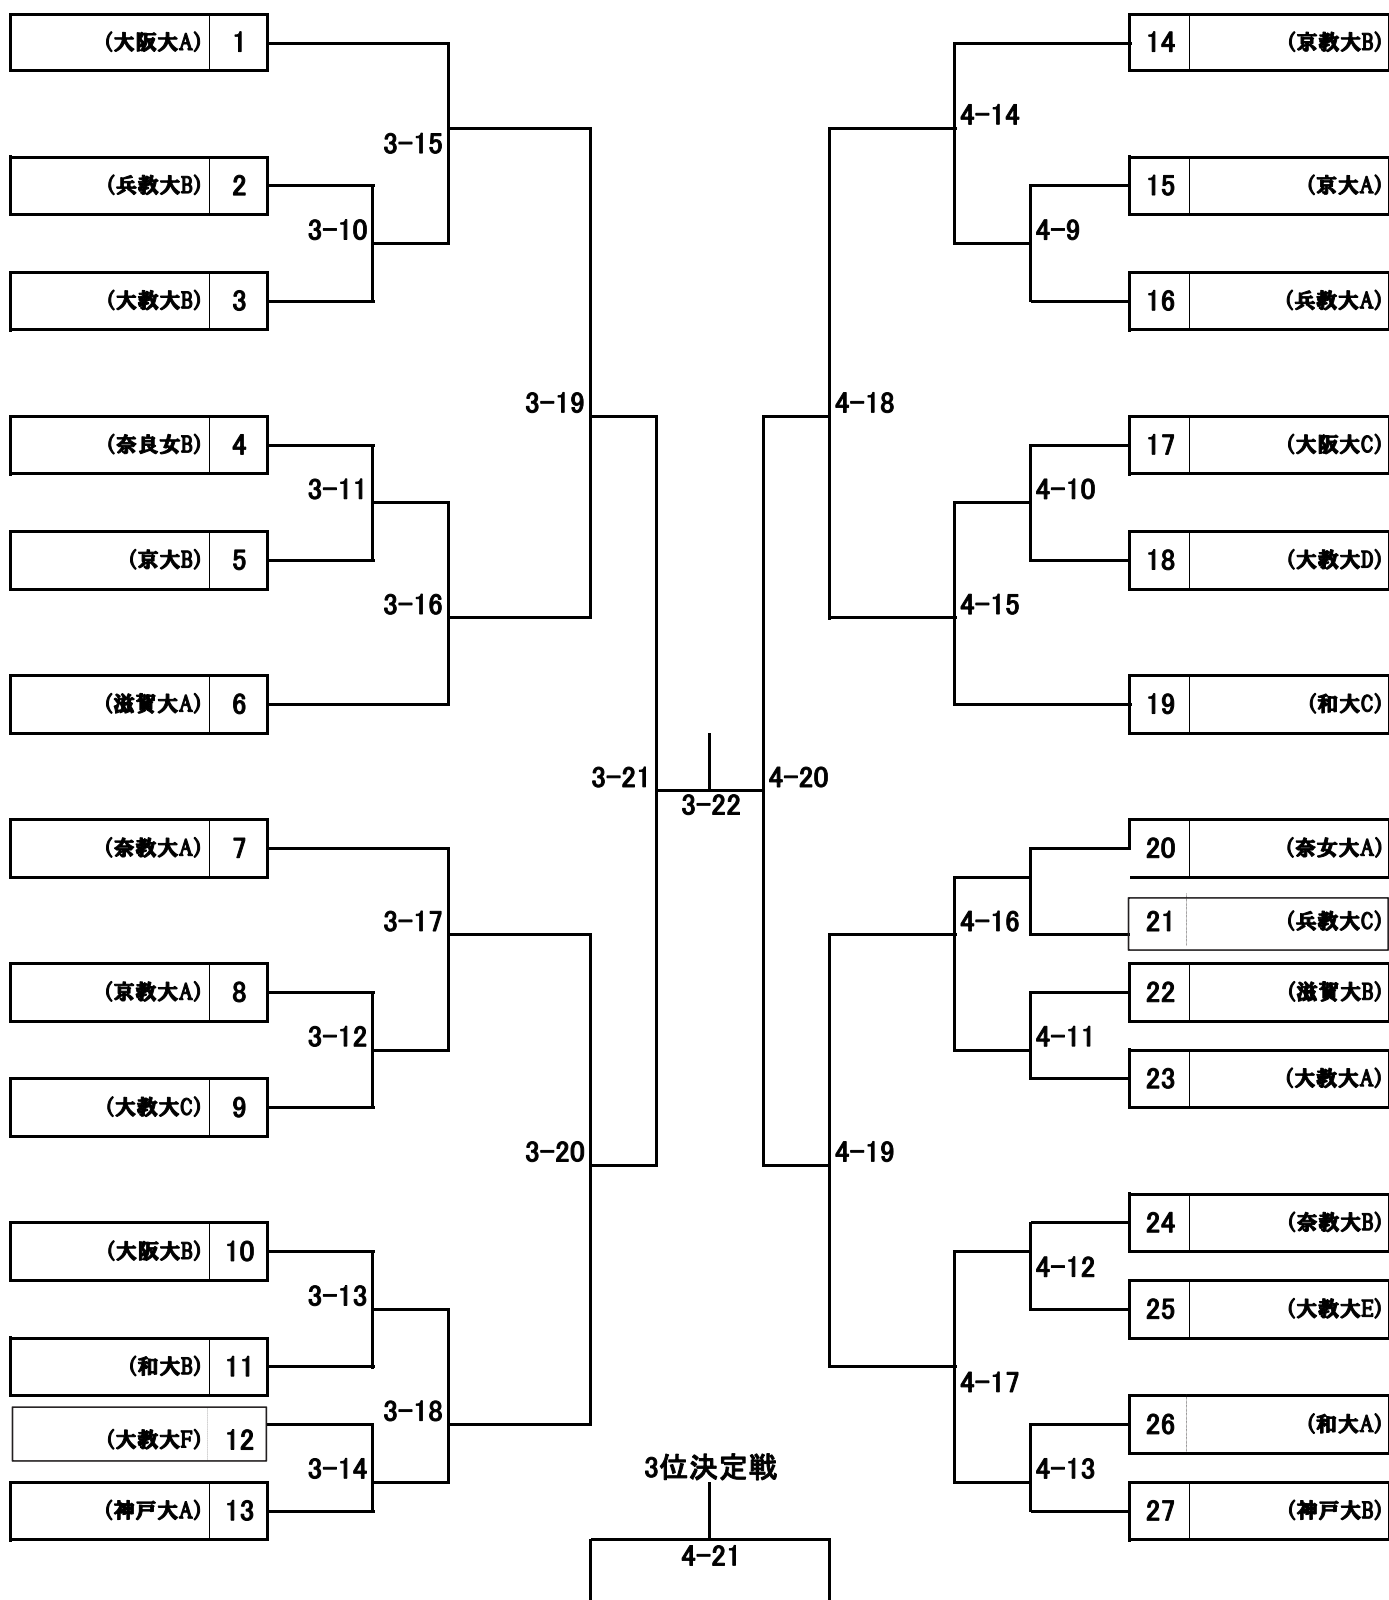 (大阪大A) 1
3-15
(兵教大B) 2
3-10
(大教大B) 3
3-19
(奈良女B) 4
3-11
(京大B) 5
3-16
(滋賀大A) 6
3-21
(奈教大A) 7
3-17
(京教大A) 8
3-12
(大教大C) 9
3-20
(大阪大B) 10
3-13
(和大B) 11
3-18
(大教大F) 12
3-14
(神戸大A) 13
3-22
14 (京教大B)
4-14
15 (京大A)
4-9
16 (兵教大A)
4-18
17 (大阪大C)
4-10
18 (大教大D)
4-15
19 (和大C)
4-20
20 (奈女大A)
4-16
21 (兵教大C)
22 (滋賀大B)
4-11
23 (大教大A)
4-19
24 (奈教大B)
4-12
25 (大教大E)
4-17
26 (和大A)
4-13
27 (神戸大B)
3位決定戦
4-21